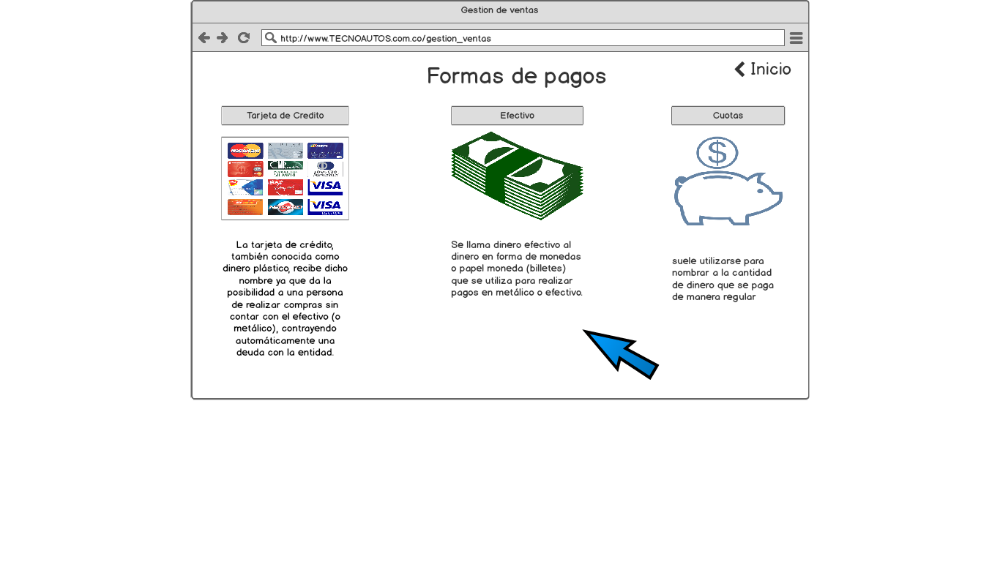 Gestion de ventas
http://www.TECNOAUTOS.com.co/gestion_ventas
Formas de pagos
Inicio
Tarjeta de Credito
Efectivo
Cuotas
MasterCard
VISA
SIEMPRE
Diners Club
VISA
$
La tarjeta de crédito,
también conocida como
dinero plástico, recibe dicho
nombre ya que da la
posibilidad a una persona
de realizar compras sin
contar con el efectivo (o
metálico), contrayendo
automáticamente una
deuda con la entidad.
Se llama dinero efectivo al
dinero en forma de monedas
o papel moneda (billetes)
que se utiliza para realizar
pagos en metálico o efectivo.
suele utilizarse para
nombrar a la cantidad
de dinero que se paga
de manera regular